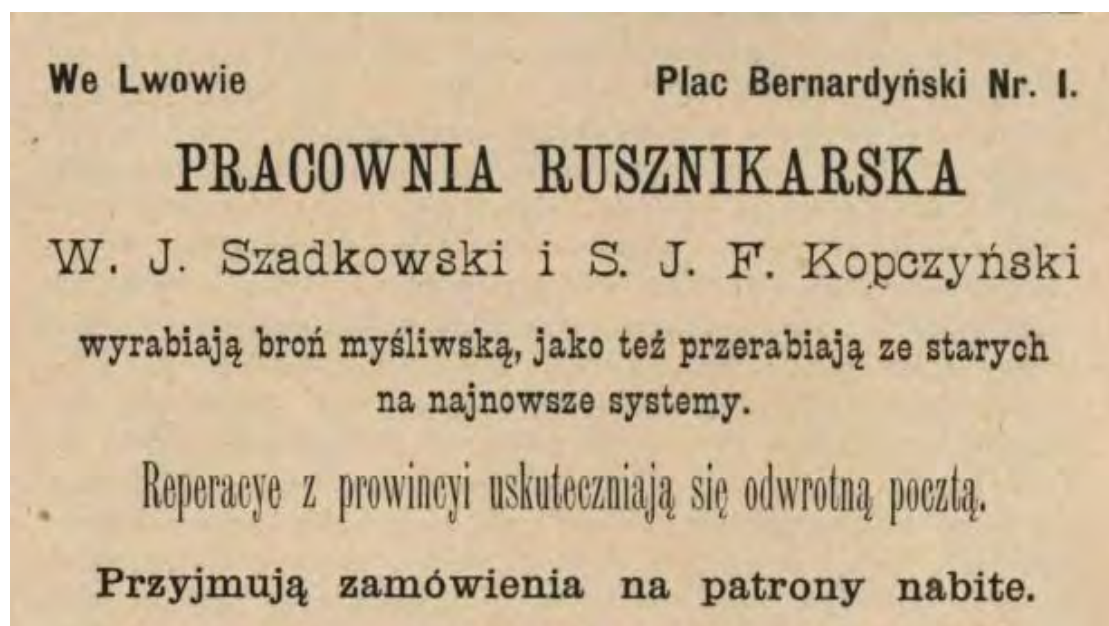 We Lwowie Plac Bernardyński Nr. 1.
PRACOWNIA RUSZNIKARSKA
W. J. Szadkowski i S. J. F. Kopczyński
wyrabiają broń myśliwską, jako też przerabiają ze starych
na najnowsze systemy.
Reperacye z prowincyi uskuteczniają się odwrotną pocztą.
Przyjmują zamówienia na patrony nabite.